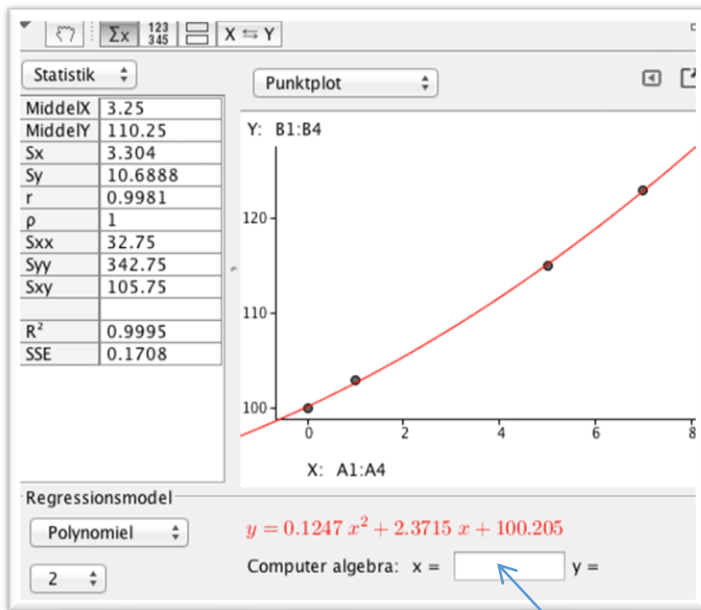 Σx 123 345 X ⇆ Y
Statistik
MiddelX 3.25
MiddelY 110.25
Sx 3.304
Sy 10.6888
r 0.9981
ρ 1
Sxx 32.75
Syy 342.75
Sxy 105.75
R² 0.9995
SSE 0.1708
Punktplot
Y: B1:B4
120
110
100
0 2 4 6 8
X: A1:A4
Regressionsmodel
Polynomiel
2
y = 0.1247 x² + 2.3715 x + 100.205
Computer algebra: x = y =